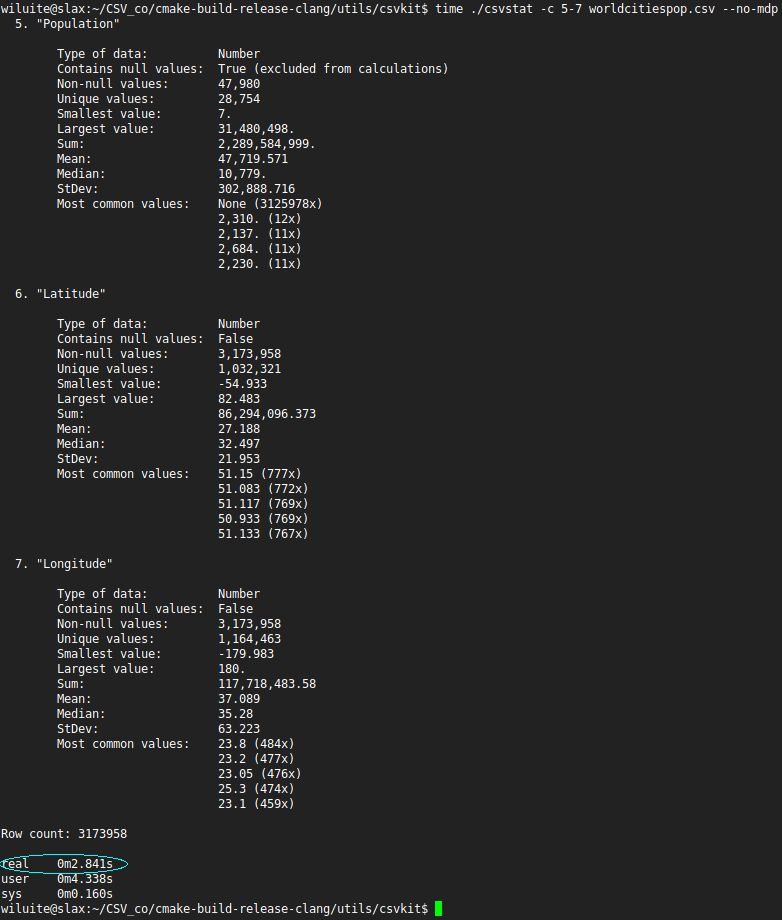 wiluite@slax:~/CSV_co/cmake-build-release-clang/utils/csvkit$ time ./csvstat -c 5-7 worldcitiespop.csv --no-mdp
5. "Population"
Type of data: Number
Contains null values: True (excluded from calculations)
Non-null values: 47,980
Unique values: 28,754
Smallest value: 7.
Largest value: 31,480,498.
Sum: 2,289,584,999.
Mean: 47,719.571
Median: 10,779.
StDev: 302,888.716
Most common values: None (3125978x)
2,310. (12x)
2,137. (11x)
2,684. (11x)
2,230. (11x)
6. "Latitude"
Type of data: Number
Contains null values: False
Non-null values: 3,173,958
Unique values: 1,032,321
Smallest value: -54.933
Largest value: 82.483
Sum: 86,294,096.373
Mean: 27.188
Median: 32.497
StDev: 21.953
Most common values: 51.15 (777x)
51.083 (772x)
51.117 (769x)
50.933 (769x)
51.133 (767x)
7. "Longitude"
Type of data: Number
Contains null values: False
Non-null values: 3,173,958
Unique values: 1,164,463
Smallest value: -179.983
Largest value: 180.
Sum: 117,718,483.58
Mean: 37.089
Median: 35.28
StDev: 63.223
Most common values: 23.8 (484x)
23.2 (477x)
23.05 (476x)
25.3 (474x)
23.1 (459x)
Row count: 3173958
real 0m2.841s
user 0m4.338s
sys 0m0.160s
wiluite@slax:~/CSV_co/cmake-build-release-clang/utils/csvkit$